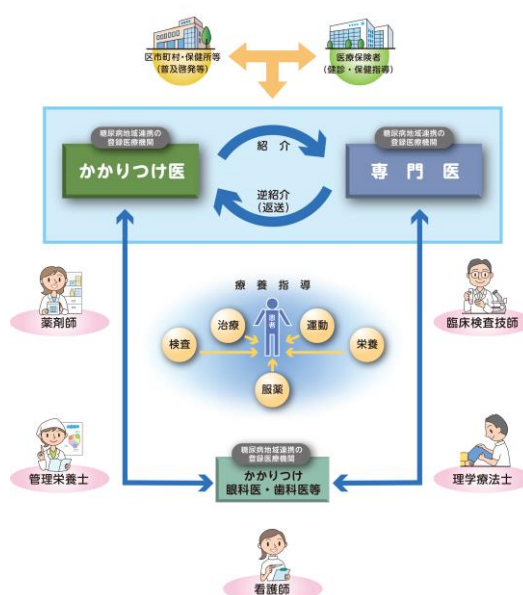 区市町村・保健所等
(普及啓発等)
医療保険者
(健診・保健指導)
糖尿病地域連携の
登録医療機関
かかりつけ医
紹介
逆紹介
(返送)
糖尿病地域連携の
登録医療機関
専門医
療養指導
患者
治療
運動
検査
栄養
服薬
薬剤師
臨床検査技師
管理栄養士
理学療法士
糖尿病地域連携の
登録医療機関
かかりつけ
眼科医・歯科医等
看護師